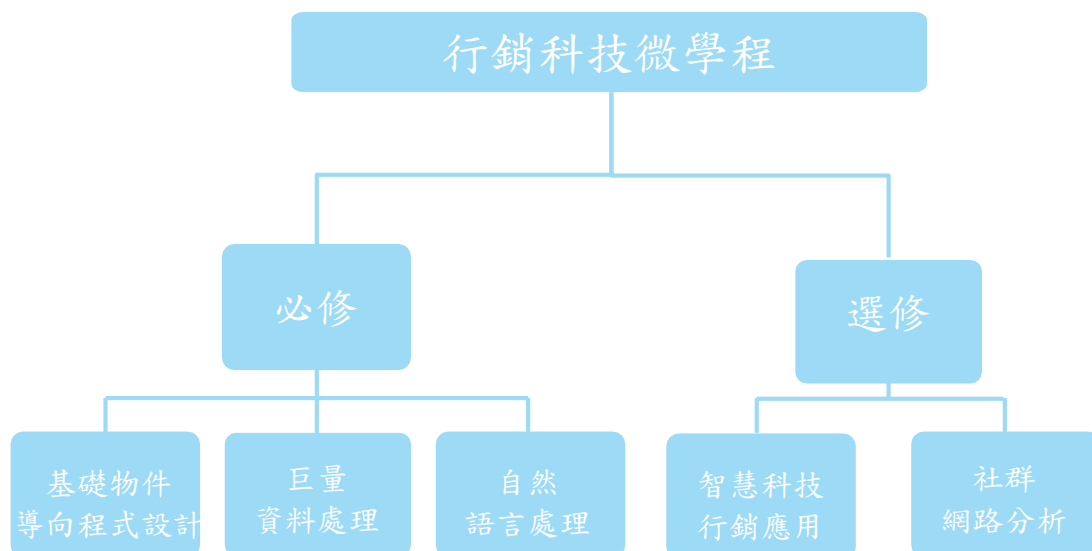 行銷科技微學程
必修
選修
基礎物件
導向程式設計
巨量
資料處理
自然
語言處理
智慧科技
行銷應用
社群
網路分析